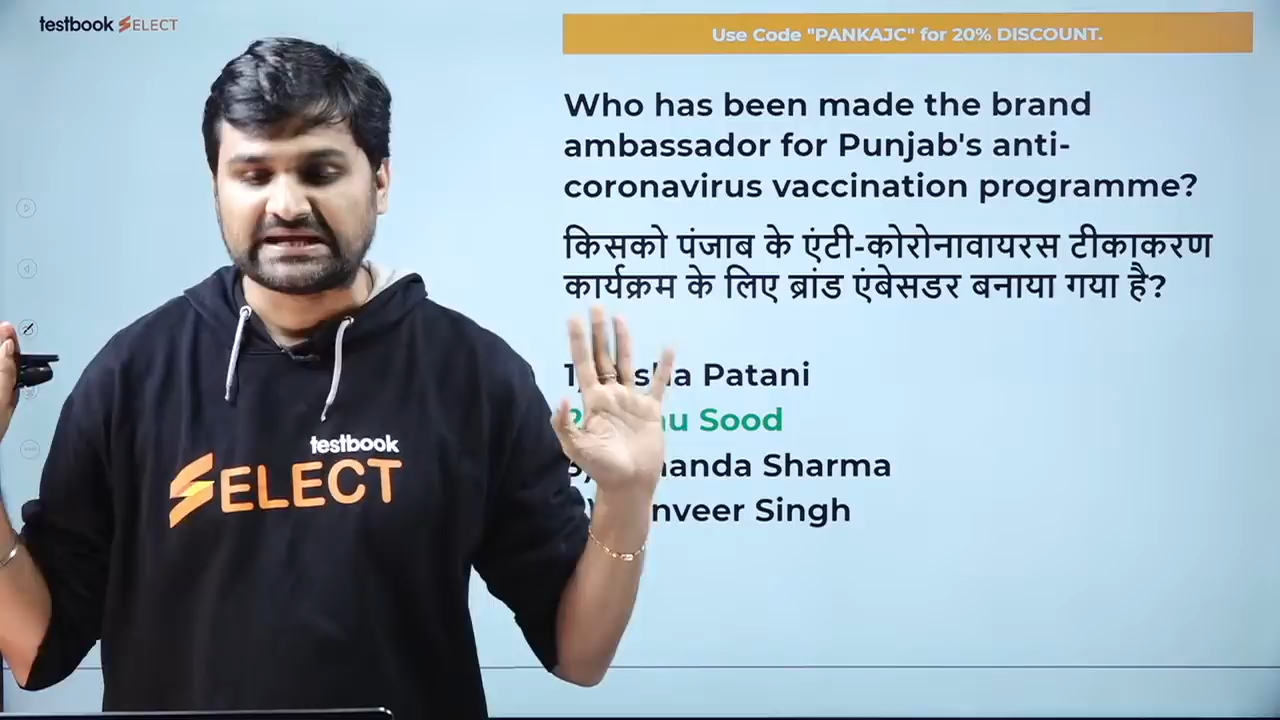 testbook SELECT
Use Code "PANKAJC" for 20% DISCOUNT.
Who has been made the brand
ambassador for Punjab's anti-
coronavirus vaccination programme?
किसको पंजाब के एंटी-कोरोनावायरस टीकाकरण
कार्यक्रम के लिए ब्रांड एंबेसडर बनाया गया है?
Patani
Sood
Sharma
Singh
testbook
SELECT